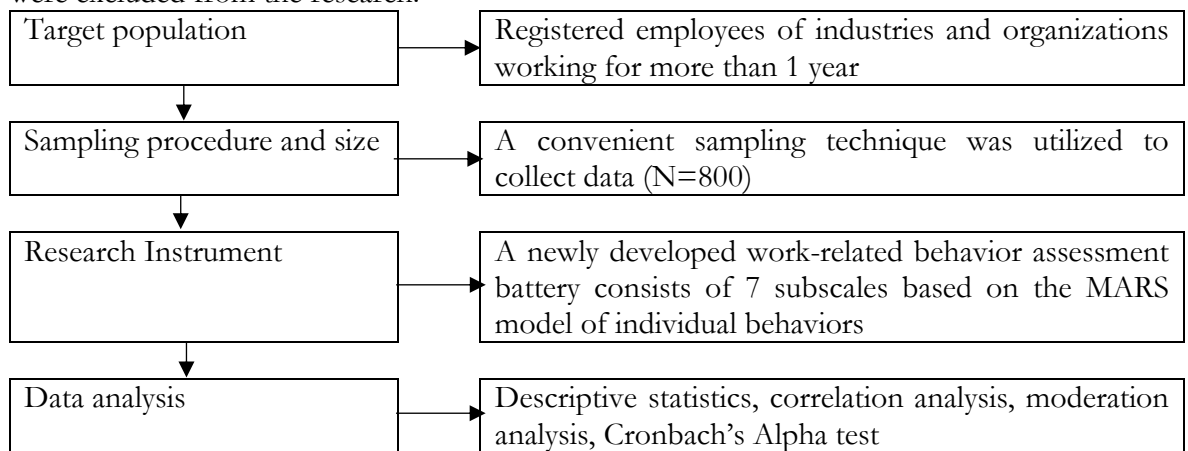 were excluded from the research.
Target population
Registered employees of industries and organizations
working for more than 1 year
Sampling procedure and size
A convenient sampling technique was utilized to
collect data (N=800)
Research Instrument
A newly developed work-related behavior assessment
battery consists of 7 subscales based on the MARS
model of individual behaviors
Data analysis
Descriptive statistics, correlation analysis, moderation
analysis, Cronbach’s Alpha test